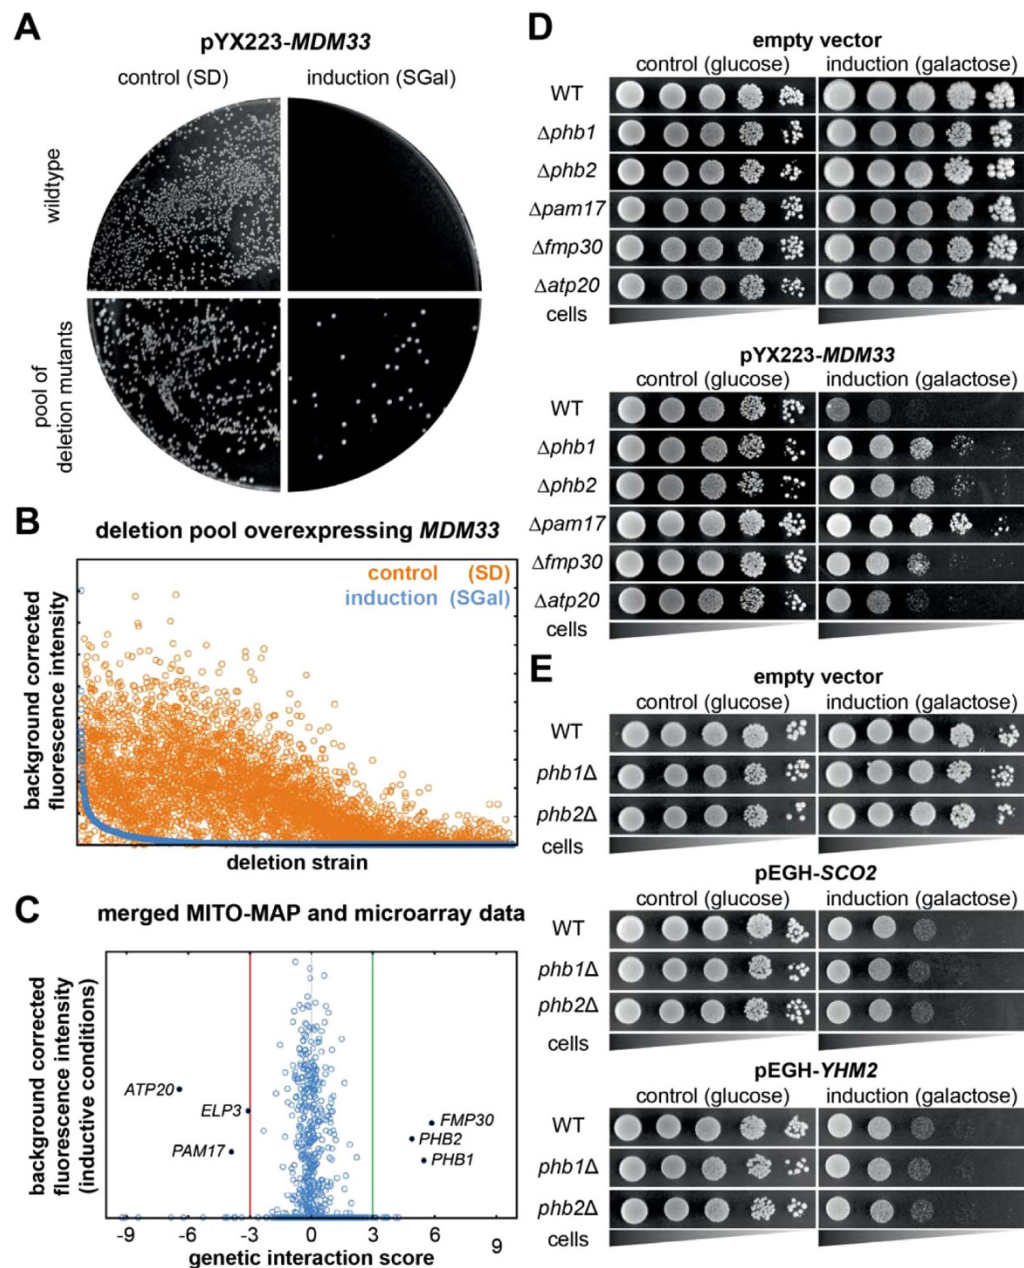 A
pYX223-MDM33
control (SD)
induction (SGal)
wildtype
pool of
deletion mutants
B
deletion pool overexpressing MDM33
control (SD)
induction (SGal)
background corrected
fluorescence intensity
deletion strain
C
merged MITO-MAP and microarray data
background corrected
fluorescence intensity
(inductive conditions)
ATP20
ELP3
PAM17
FMP30
PHB2
PHB1
-9
-6
-3
0
3
6
9
genetic interaction score
D
empty vector
control (glucose)
induction (galactose)
WT
Δphb1
Δphb2
Δpam17
Δfmp30
Δatp20
cells
pYX223-MDM33
control (glucose)
induction (galactose)
WT
Δphb1
Δphb2
Δpam17
Δfmp30
Δatp20
cells
E
empty vector
control (glucose)
induction (galactose)
WT
phb1Δ
phb2Δ
cells
pEGH-SCO2
control (glucose)
induction (galactose)
WT
phb1Δ
phb2Δ
cells
pEGH-YHM2
control (glucose)
induction (galactose)
WT
phb1Δ
phb2Δ
cells